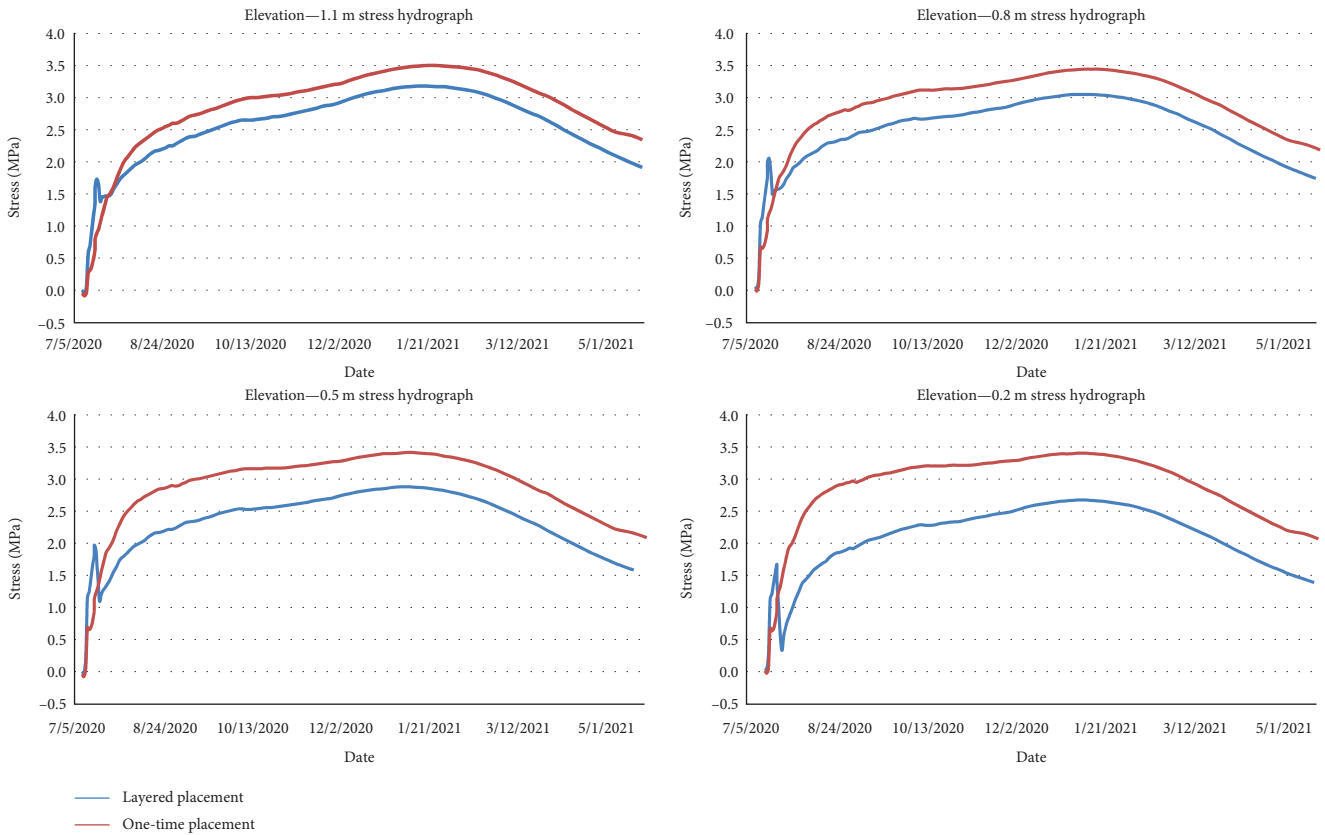 Elevation—1.1 m stress hydrograph
4.0
3.5
3.0
2.5
2.0
1.5
1.0
0.5
0.0
–0.5
Stress (MPa)
7/5/2020 8/24/2020 10/13/2020 12/2/2020 1/21/2021 3/12/2021 5/1/2021
Date
Elevation—0.8 m stress hydrograph
4.0
3.5
3.0
2.5
2.0
1.5
1.0
0.5
0.0
–0.5
Stress (MPa)
7/5/2020 8/24/2020 10/13/2020 12/2/2020 1/21/2021 3/12/2021 5/1/2021
Date
Elevation—0.5 m stress hydrograph
4.0
3.5
3.0
2.5
2.0
1.5
1.0
0.5
0.0
–0.5
Stress (MPa)
7/5/2020 8/24/2020 10/13/2020 12/2/2020 1/21/2021 3/12/2021 5/1/2021
Date
Elevation—0.2 m stress hydrograph
4.0
3.5
3.0
2.5
2.0
1.5
1.0
0.5
0.0
–0.5
Stress (MPa)
7/5/2020 8/24/2020 10/13/2020 12/2/2020 1/21/2021 3/12/2021 5/1/2021
Date
Layered placement
One-time placement